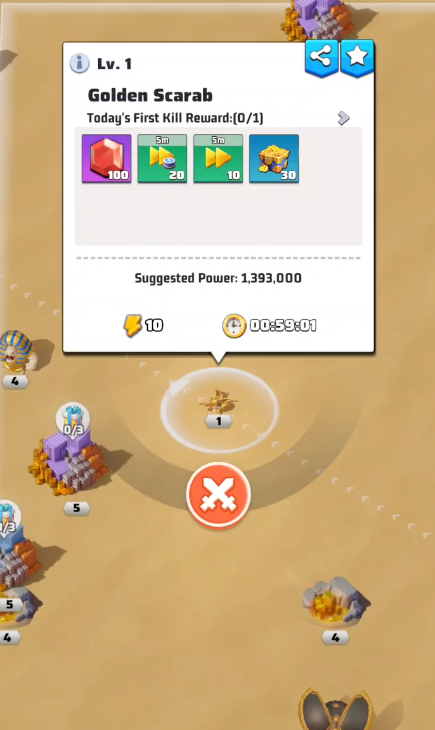 Lv. 1
Golden Scarab
Today's First Kill Reward:(0/1)
5m
5m
100
20
10
30
Suggested Power: 1,393,000
10
00:59:01
4
1
0/3
5
/3
5
4
4